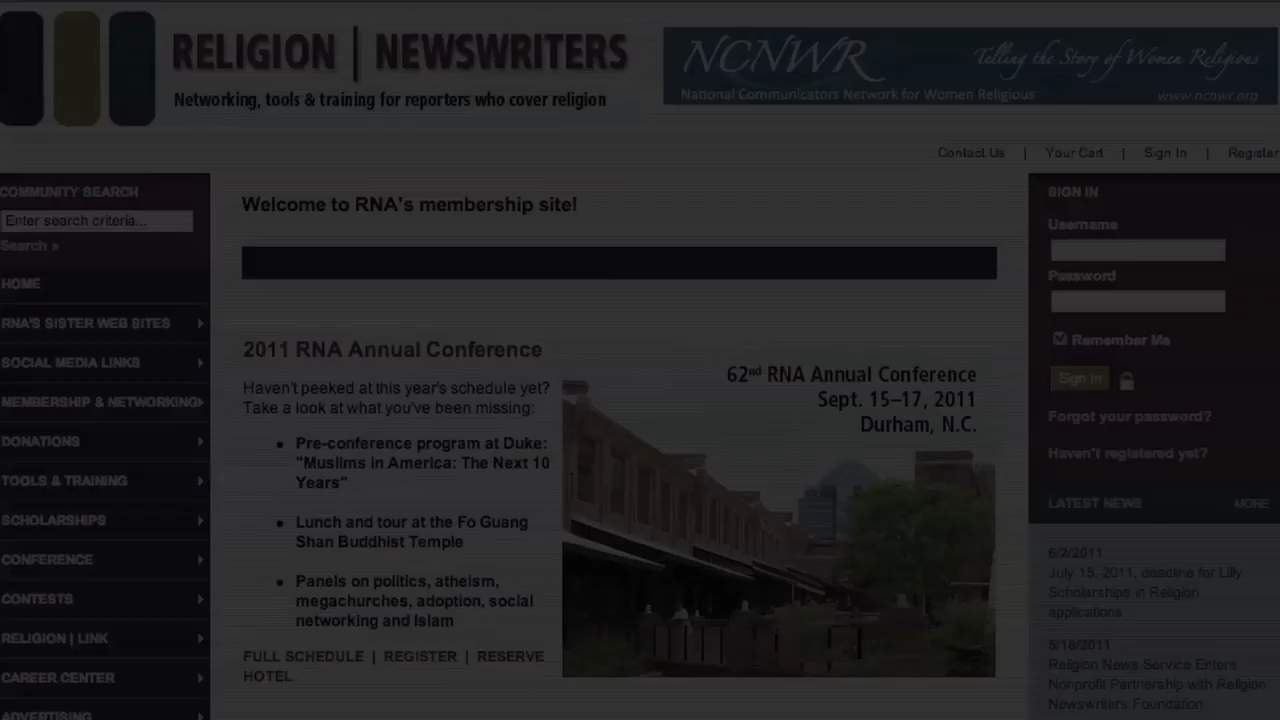 RELIGION | NEWSWRITERS
Networking, tools & training for reporters who cover religion
NCNWR
Telling the Story of Women Religious
National Communicators Network for Women Religious
www.ncnwr.org
Contact Us | Your Cart | Sign In | Register
COMMUNITY SEARCH
Enter search criteria...
Search »
HOME
RNA'S SISTER WEB SITES
SOCIAL MEDIA LINKS
MEMBERSHIP & NETWORKING
DONATIONS
TOOLS & TRAINING
SCHOLARSHIPS
CONFERENCE
CONTESTS
RELIGION | LINK
CAREER CENTER
ADVERTISING
Welcome to RNA's membership site!
2011 RNA Annual Conference
Haven't peeked at this year's schedule yet?
Take a look at what you've been missing:
• Pre-conference program at Duke:
"Muslims in America: The Next 10
Years"
• Lunch and tour at the Fo Guang
Shan Buddhist Temple
• Panels on politics, atheism,
megachurches, adoption, social
networking and Islam
FULL SCHEDULE | REGISTER | RESERVE
HOTEL
62nd RNA Annual Conference
Sept. 15–17, 2011
Durham, N.C.
SIGN IN
Username
Password
Remember Me
Sign In
Forgot your password?
Haven't registered yet?
LATEST NEWS MORE
6/2/2011
July 15, 2011, deadline for Lilly
Scholarships in Religion
applications
5/18/2011
Religion News Service Enters
Nonprofit Partnership with Religion
Newswriters Foundation